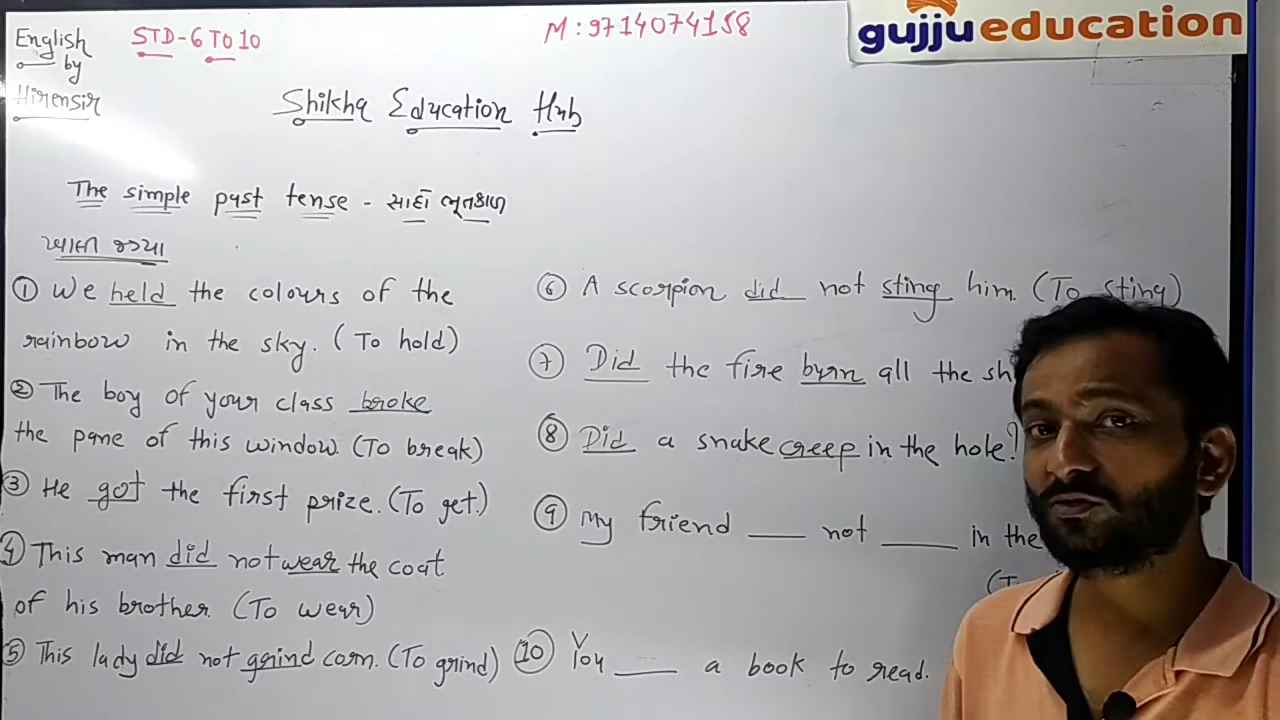 English
by
Hirensir
STD-6 TO 10
M: 9714074158
gujjueducation
Shikha Education Hub
The simple past tense - સાદો ભૂતકાળ
ખાલી જગ્યા
① We held the colours of the
rainbow in the sky. (To hold)
② The boy of your class broke
the pane of this window. (To break)
③ He got the first prize. (To get.)
④ This man did not wear the coat
of his brother. (To wear)
⑤ This lady did not grind corn. (To grind)
⑥ A scorpion did not sting him. (To sting)
⑦ Did the fire burn all the sh
⑧ Did a snake creep in the hole?
⑨ My friend ___ not ____ in the
⑩ You ____ a book to read.